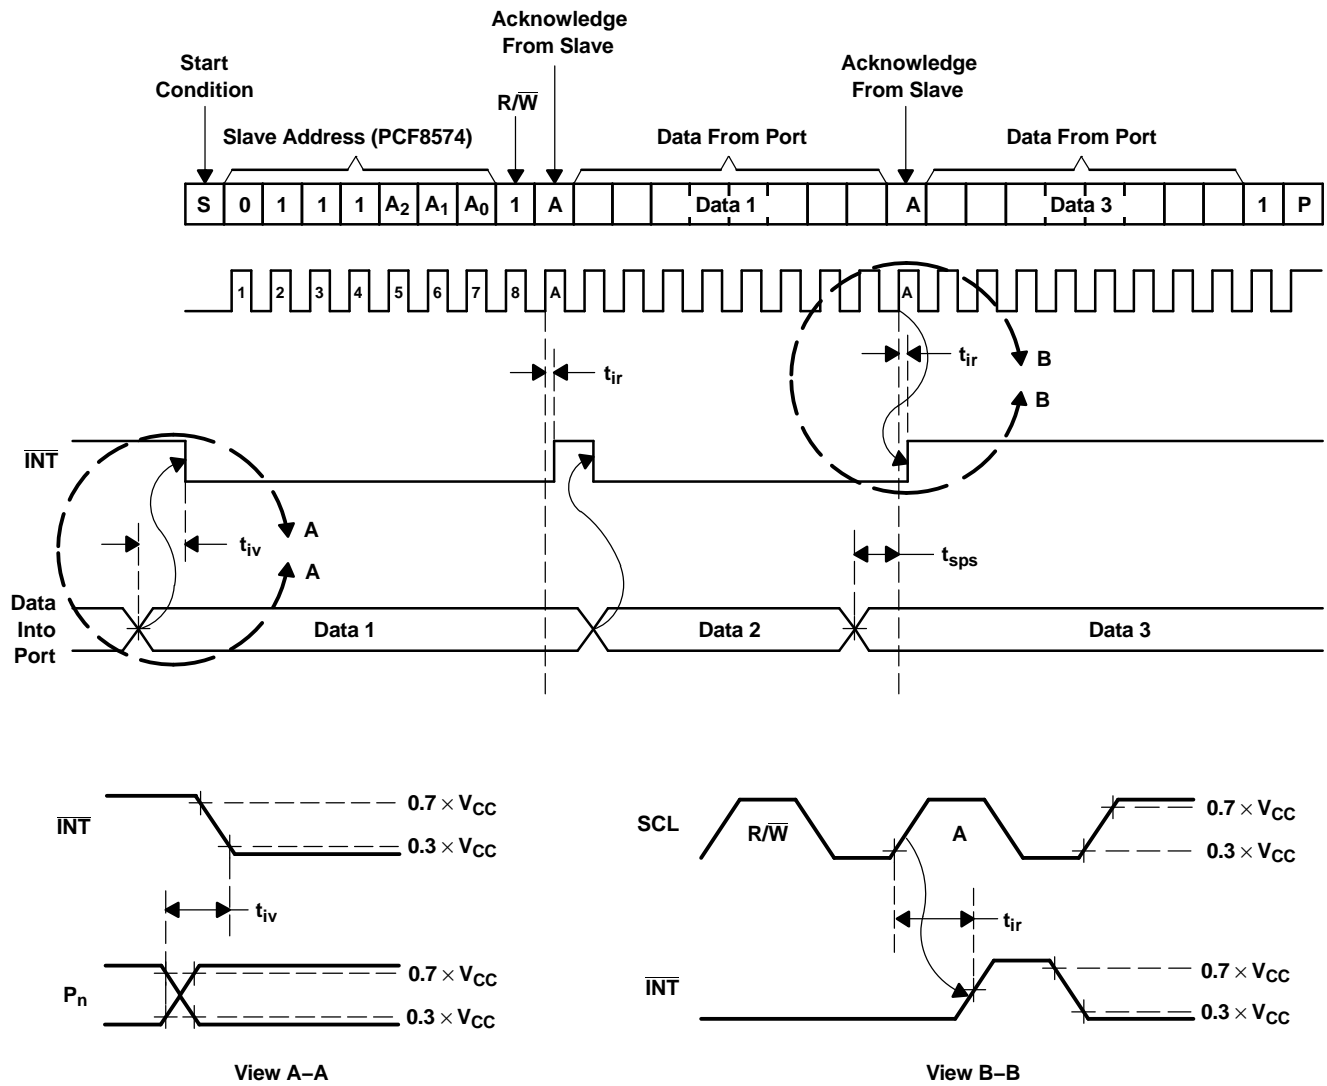 Acknowledge
From Slave
Start
Condition
Acknowledge
From Slave
R/W̅
Slave Address (PCF8574)
Data From Port
Data From Port
S 0 1 1 1 A2 A1 A0 1 A Data 1 A Data 3 1 P
1 2 3 4 5 6 7 8 A A
tir
tir
B
B
I̅N̅T̅
A
tiv
A
tsps
Data
Into
Port
Data 1
Data 2
Data 3
I̅N̅T̅
0.7 × VCC
0.3 × VCC
tiv
Pn
0.7 × VCC
0.3 × VCC
View A–A
SCL
R/W̅
A
0.7 × VCC
0.3 × VCC
tir
I̅N̅T̅
0.7 × VCC
0.3 × VCC
View B–B